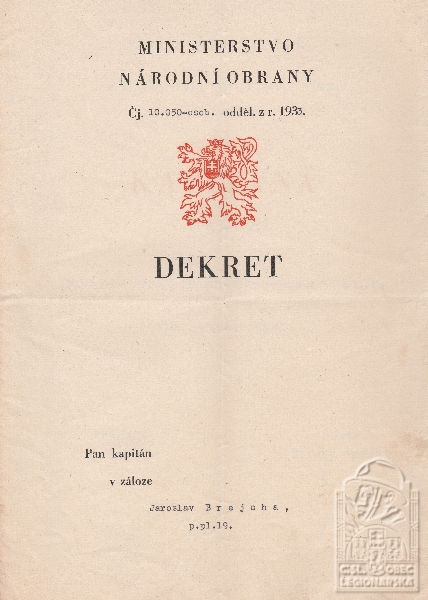 MINISTERSTVO
NÁRODNÍ OBRANY
Čj. 10.050-osob. odděl. z r. 1935.
DEKRET
Pan kapitán
v záloze
Jaroslav Brejcha,
p.pl.19.
ČSL. OBEC
LEGIONÁŘSKÁ